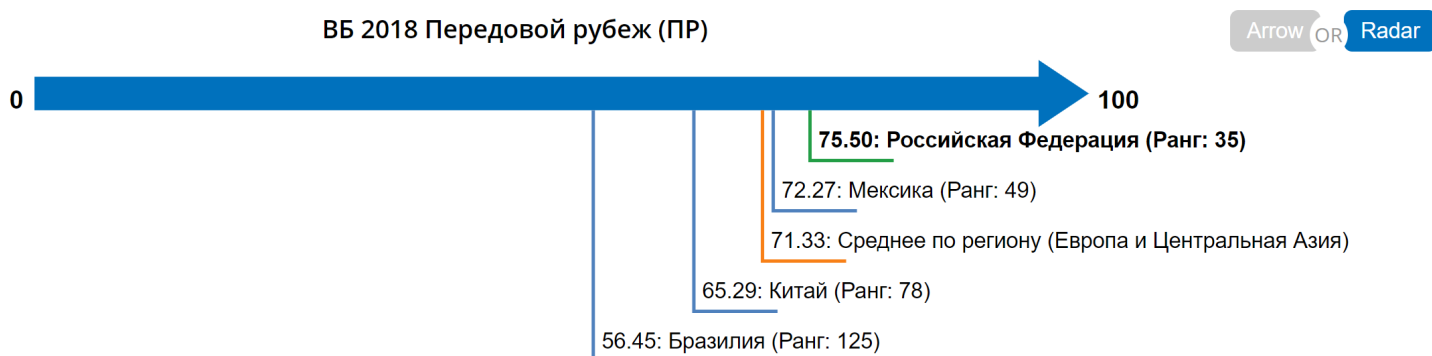 ВБ 2018 Передовой рубеж (ПР)
Arrow OR Radar
0
100
75.50: Российская Федерация (Ранг: 35)
72.27: Мексика (Ранг: 49)
71.33: Среднее по региону (Европа и Центральная Азия)
65.29: Китай (Ранг: 78)
56.45: Бразилия (Ранг: 125)